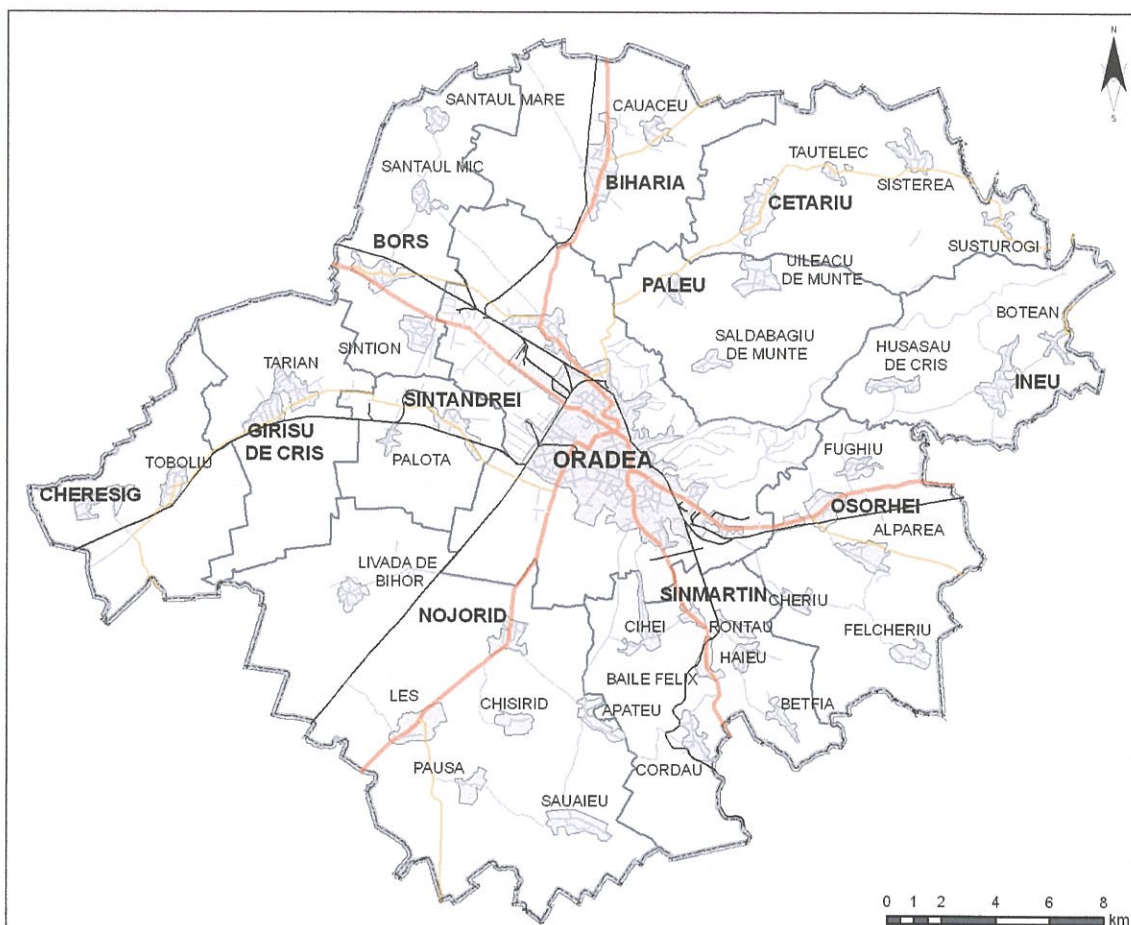 N
S
SANTAUL MARE
CAUACEU
SANTAUL MIC
TAUTELEC
SISTEREA
BIHARIA
CETARIU
BORS
SUSTUROGI
UILEACU
DE MUNTE
PALEU
BOTEAN
SINTION
SALDABAGIU
DE MUNTE
HUSASAU
DE CRIS
TARIAN
INEU
SINTANDREI
GIRISU
DE CRIS
FUGHIU
PALOTA
ORADEA
TOBOLIU
CHERESIG
OSORHEI
ALPAREA
LIVADA DE
BIHOR
SINMARTIN
CHERIU
NOJORID
CIHEI
RONTAU
FELCHERIU
HAIEU
BAILE FELIX
LES
CHISIRID
APATEU
BETFIA
PAUSA
CORDAU
SAUAIEU
0 1 2 4 6 8
km